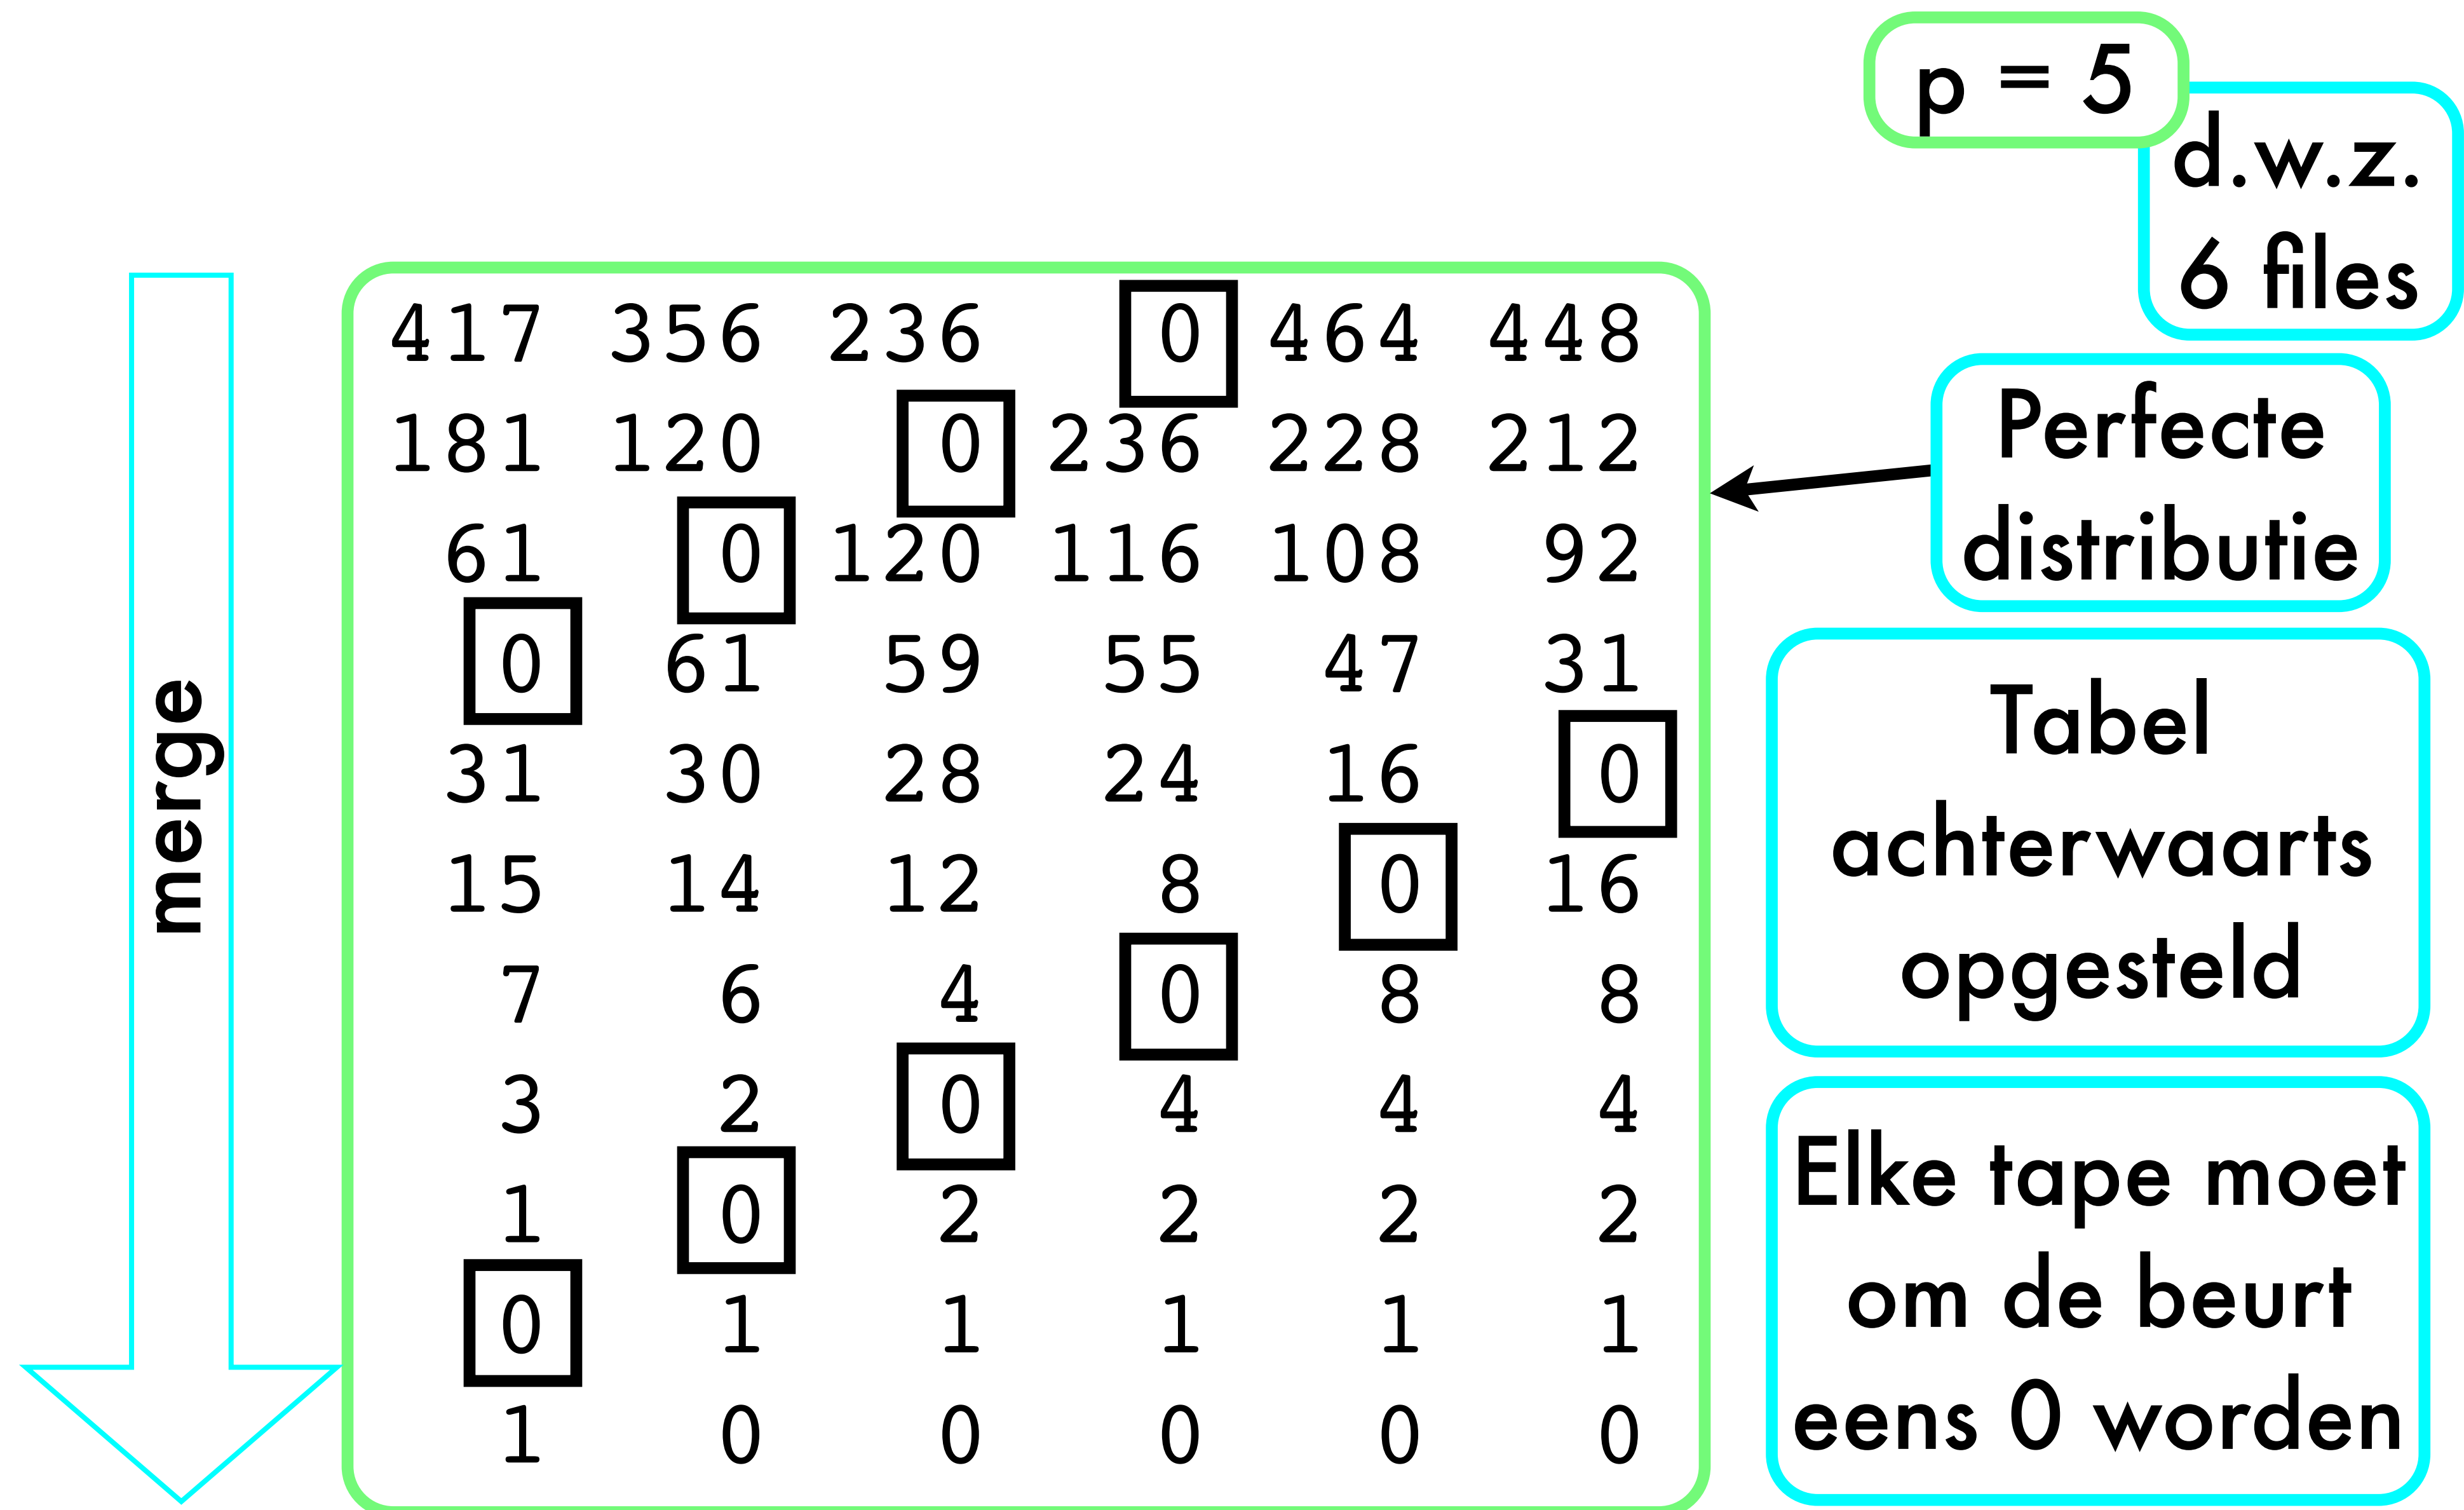 p = 5
d.w.z.
6 files
417 356 236 0 464 448
181 120 0 236 228 212
61 0 120 116 108 92
0 61 59 55 47 31
31 30 28 24 16 0
15 14 12 8 0 16
7 6 4 0 8 8
3 2 0 4 4 4
1 0 2 2 2 2
0 1 1 1 1 1
1 0 0 0 0 0
merge
Perfecte
distributie
Tabel
achterwaarts
opgesteld
Elke tape moet
om de beurt
eens 0 worden